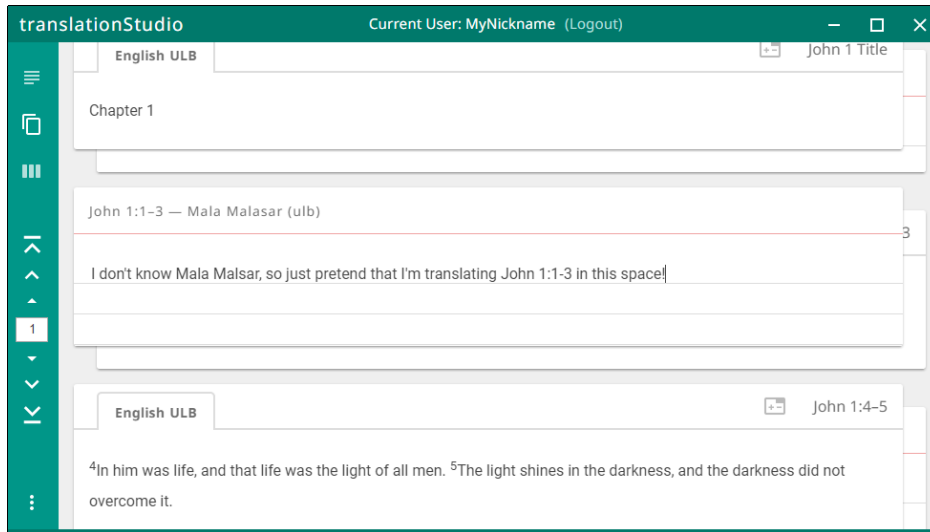 translationStudio
Current User: MyNickname (Logout)
English ULB
John 1 Title
Chapter 1
John 1:1–3 — Mala Malasar (ulb)
3
I don't know Mala Malsar, so just pretend that I'm translating John 1:1-3 in this space!
1
English ULB
John 1:4–5
⁴In him was life, and that life was the light of all men. ⁵The light shines in the darkness, and the darkness did not
overcome it.